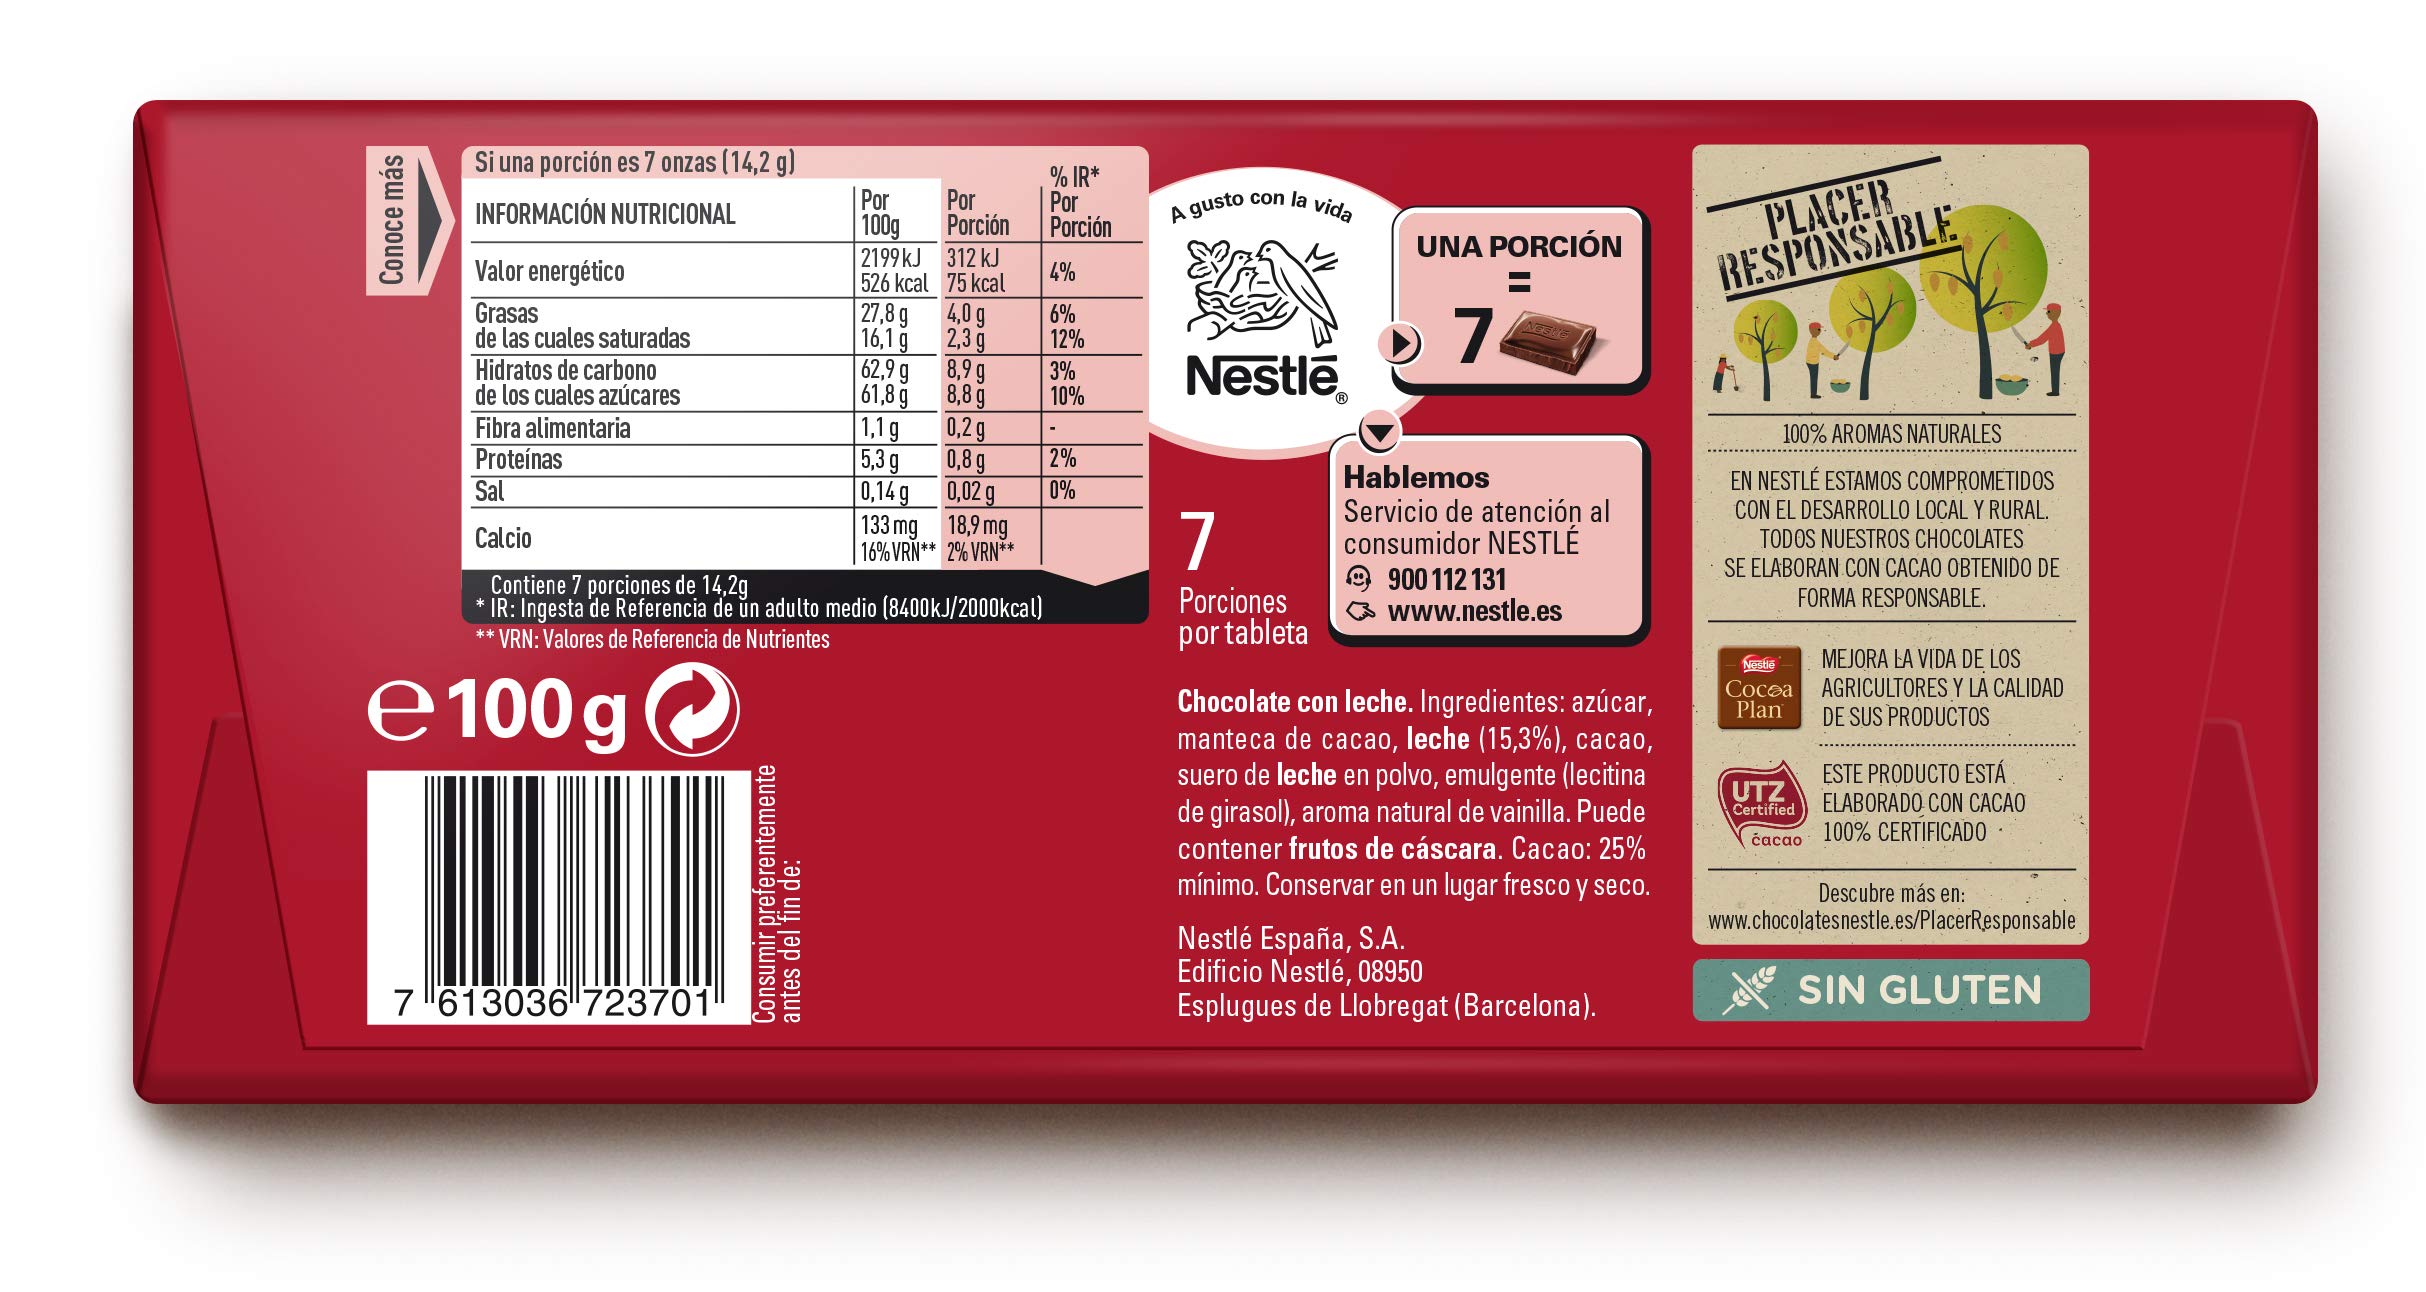 Conoce más
Si una porción es 7 onzas (14,2 g)
INFORMACIÓN NUTRICIONAL Por 100g Por Porción % IR* Por Porción
Valor energético 2199 kJ 526 kcal 312 kJ 75 kcal 4%
Grasas 27,8 g 4,0 g 6%
de las cuales saturadas 16,1 g 2,3 g 12%
Hidratos de carbono 62,9 g 8,9 g 3%
de los cuales azúcares 61,8 g 8,8 g 10%
Fibra alimentaria 1,1 g 0,2 g -
Proteínas 5,3 g 0,8 g 2%
Sal 0,14 g 0,02 g 0%
Calcio 133 mg 16% VRN** 18,9 mg 2% VRN**
Contiene 7 porciones de 14,2g
* IR: Ingesta de Referencia de un adulto medio (8400kJ/2000kcal)
** VRN: Valores de Referencia de Nutrientes
e 100 g
7 613036 723701
Consumir preferentemente
antes del fin de:
A gusto con la vida
Nestlé®
UNA PORCIÓN
=
7
NESTLÉ
Hablemos
Servicio de atención al
consumidor NESTLÉ
900 112 131
www.nestle.es
7
Porciones
por tableta
Chocolate con leche. Ingredientes: azúcar,
manteca de cacao, leche (15,3%), cacao,
suero de leche en polvo, emulgente (lecitina
de girasol), aroma natural de vainilla. Puede
contener frutos de cáscara. Cacao: 25%
mínimo. Conservar en un lugar fresco y seco.
Nestlé España, S.A.
Edificio Nestlé, 08950
Esplugues de Llobregat (Barcelona).
PLACER
RESPONSABLE
100% AROMAS NATURALES
EN NESTLÉ ESTAMOS COMPROMETIDOS
CON EL DESARROLLO LOCAL Y RURAL.
TODOS NUESTROS CHOCOLATES
SE ELABORAN CON CACAO OBTENIDO DE
FORMA RESPONSABLE.
Nestlé
Cocoa
Plan
MEJORA LA VIDA DE LOS
AGRICULTORES Y LA CALIDAD
DE SUS PRODUCTOS
UTZ
Certified
cacao
ESTE PRODUCTO ESTÁ
ELABORADO CON CACAO
100% CERTIFICADO
Descubre más en:
www.chocolatesnestle.es/PlacerResponsable
SIN GLUTEN